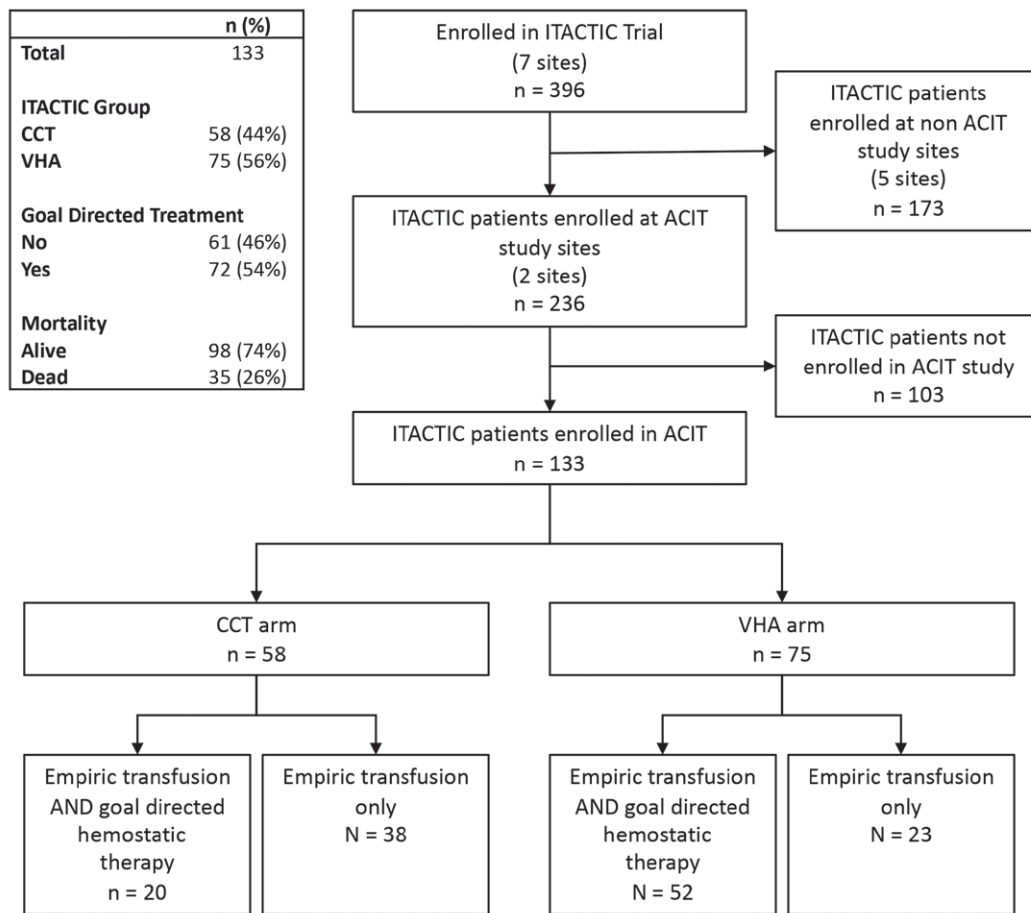 n (%)
Total 133
ITACTIC Group
CCT 58 (44%)
VHA 75 (56%)
Goal Directed Treatment
No 61 (46%)
Yes 72 (54%)
Mortality
Alive 98 (74%)
Dead 35 (26%)
Enrolled in ITACTIC Trial
(7 sites)
n = 396
ITACTIC patients
enrolled at non ACIT
study sites
(5 sites)
n = 173
ITACTIC patients enrolled at ACIT
study sites
(2 sites)
n = 236
ITACTIC patients not
enrolled in ACIT study
n = 103
ITACTIC patients enrolled in ACIT
n = 133
CCT arm
n = 58
VHA arm
n = 75
Empiric transfusion
AND goal directed
hemostatic
therapy
n = 20
Empiric transfusion
only
N = 38
Empiric transfusion
AND goal directed
hemostatic
therapy
N = 52
Empiric transfusion
only
N = 23